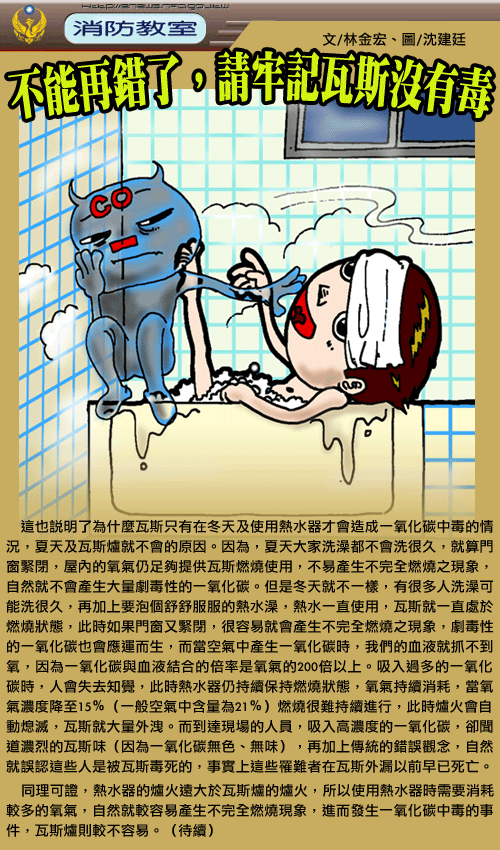 消防教室
文/林金宏、圖/沈建廷
不能再錯了，請牢記瓦斯沒有毒
CO
這也說明了為什麼瓦斯只有在冬天及使用熱水器才會造成一氧化碳中毒的情
況，夏天及瓦斯爐就不會的原因。因為，夏天大家洗澡都不會洗很久，就算門
窗緊閉，屋內的氧氣仍足夠提供瓦斯燃燒使用，不易產生不完全燃燒之現象，
自然就不會產生大量劇毒性的一氧化碳。但是冬天就不一樣，有很多人洗澡可
能洗很久，再加上要泡個舒舒服服的熱水澡，熱水一直使用，瓦斯就一直處於
燃燒狀態，此時如果門窗又緊閉，很容易就會產生不完全燃燒之現象，劇毒性
的一氧化碳也會應運而生，而當空氣中產生一氧化碳時，我們的血液就抓不到
氧，因為一氧化碳與血液結合的倍率是氧氣的200倍以上。吸入過多的一氧化
碳時，人會失去知覺，此時熱水器仍持續保持燃燒狀態，氧氣持續消耗，當氧
氣濃度降至15%（一般空氣中含量為21%）燃燒很難持續進行，此時爐火會自
動熄滅，瓦斯就大量外洩。而到達現場的人員，吸入高濃度的一氧化碳，卻聞
道濃烈的瓦斯味（因為一氧化碳無色、無味），再加上傳統的錯誤觀念，自然
就誤認這些人是被瓦斯毒死的，事實上這些罹難者在瓦斯外漏以前早已死亡。
同理可證，熱水器的爐火遠大於瓦斯爐的爐火，所以使用熱水器時需要消耗
較多的氧氣，自然就較容易產生不完全燃燒現象，進而發生一氧化碳中毒的事
件，瓦斯爐則較不容易。（待續）